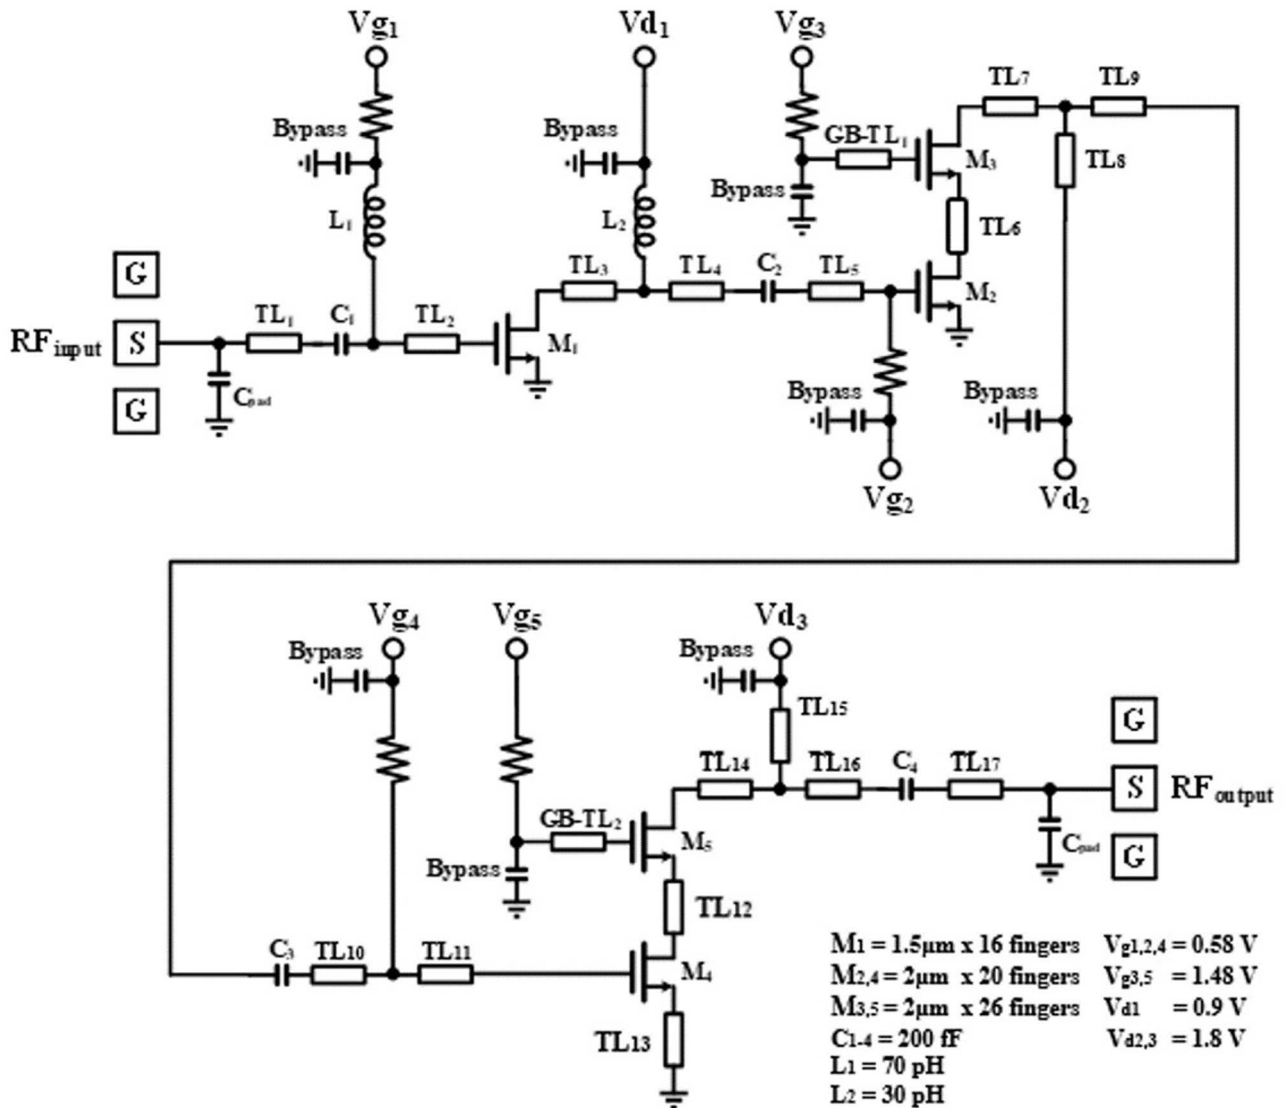 Vg1
Vd1
Vg3
TL7
TL9
Bypass
Bypass
GB-TL1
M3
TL8
Bypass
L1
L2
TL6
G
TL3
TL4
C2
TL5
M2
TL1
C1
TL2
RFinput
S
M1
G
Cpad
Bypass
Bypass
Vg2
Vd2
Vg4
Vg5
Vd3
Bypass
Bypass
TL15
G
TL14
TL16
C4
TL17
S
RFoutput
GB-TL2
M5
Cpad
G
Bypass
TL12
C3
TL10
TL11
M4
TL13
M1 = 1.5µm x 16 fingers Vg1,2,4 = 0.58 V
M2,4 = 2µm x 20 fingers Vg3,5 = 1.48 V
M3,5 = 2µm x 26 fingers Vd1 = 0.9 V
C1-4 = 200 fF Vd2,3 = 1.8 V
L1 = 70 pH
L2 = 30 pH